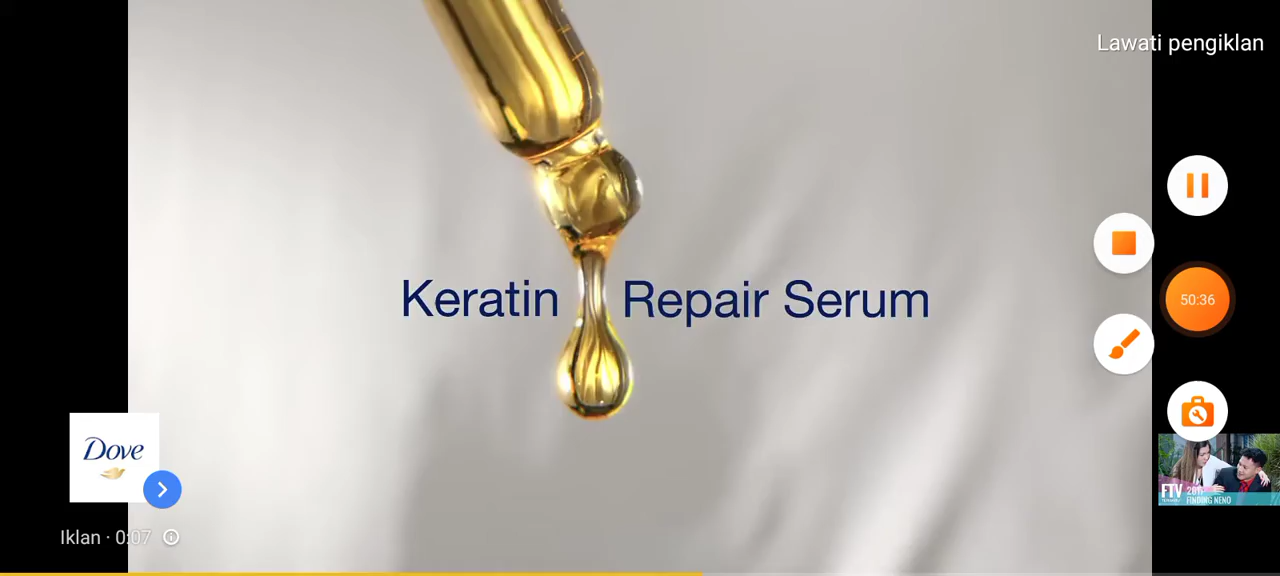 Lawati pengiklan
Keratin Repair Serum
50:36
Dove
Iklan · 0:07
FTV
FINDING NENO